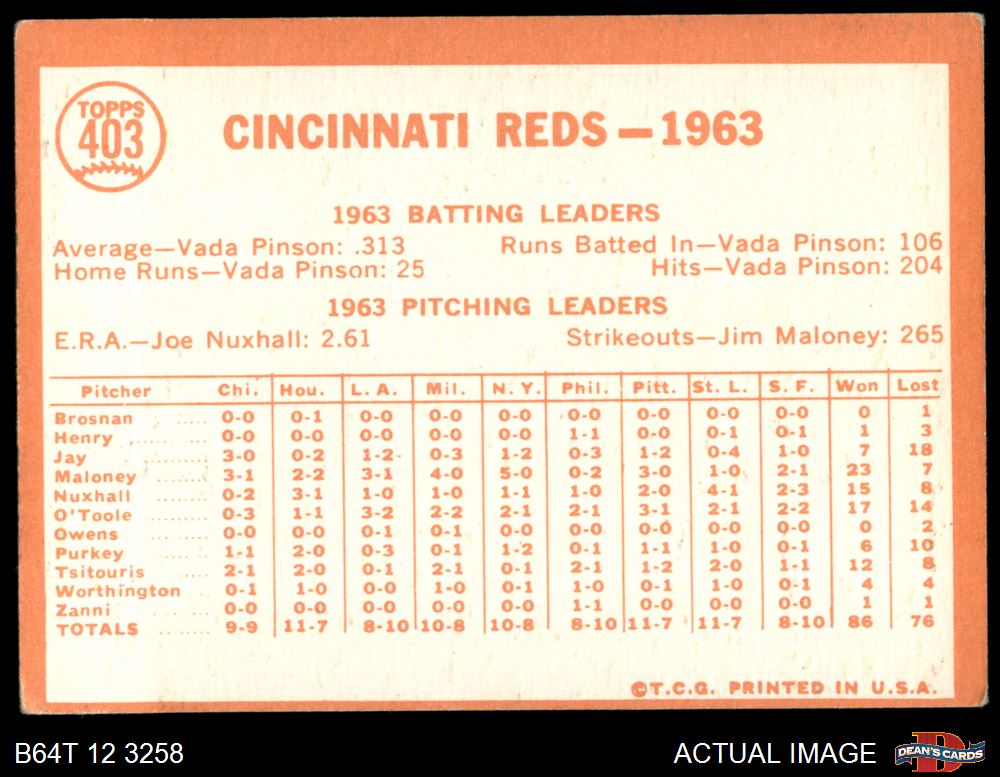 TOPPS
403
CINCINNATI REDS—1963
1963 BATTING LEADERS
Average—Vada Pinson: .313 Runs Batted In—Vada Pinson: 106
Home Runs—Vada Pinson: 25 Hits—Vada Pinson: 204
1963 PITCHING LEADERS
E.R.A.—Joe Nuxhall: 2.61 Strikeouts—Jim Maloney: 265
Pitcher Chi. Hou. L.A. Mil. N.Y. Phil. Pitt. St. L. S. F. Won Lost
Brosnan ...... 0-0 0-1 0-0 0-0 0-0 0-0 0-0 0-0 0-0 0 1
Henry ........ 0-0 0-0 0-0 0-0 0-0 1-1 0-0 0-1 0-1 1 3
Jay ........ 3-0 0-2 1-2 0-3 1-2 0-3 1-2 0-4 1-0 7 18
Maloney ...... 3-1 2-2 3-1 4-0 5-0 0-2 3-0 1-0 2-1 23 7
Nuxhall ...... 0-2 3-1 1-0 1-0 1-1 1-0 2-0 4-1 2-3 15 8
O'Toole ...... 0-3 1-1 3-2 2-2 2-1 2-1 3-1 2-1 2-2 17 14
Owens ...... 0-0 0-0 0-1 0-1 0-0 0-0 0-0 0-0 0-0 0 2
Purkey ...... 1-1 2-0 0-3 0-1 1-2 0-1 1-1 1-0 0-1 6 10
Tsitouris ...... 2-1 2-0 0-1 2-1 0-1 2-1 1-2 2-0 1-1 12 8
Worthington .... 0-1 1-0 0-0 1-0 0-1 1-0 0-1 1-0 0-0 4 4
Zanni ...... 0-0 0-0 0-0 0-0 0-0 1-1 0-0 0-0 0-0 1 1
TOTALS ...... 9-9 11-7 8-10 10-8 10-8 8-10 11-7 11-7 8-10 86 76
©T.C.G. PRINTED IN U.S.A.
B64T 12 3258 ACTUAL IMAGE DEAN'S CARDS